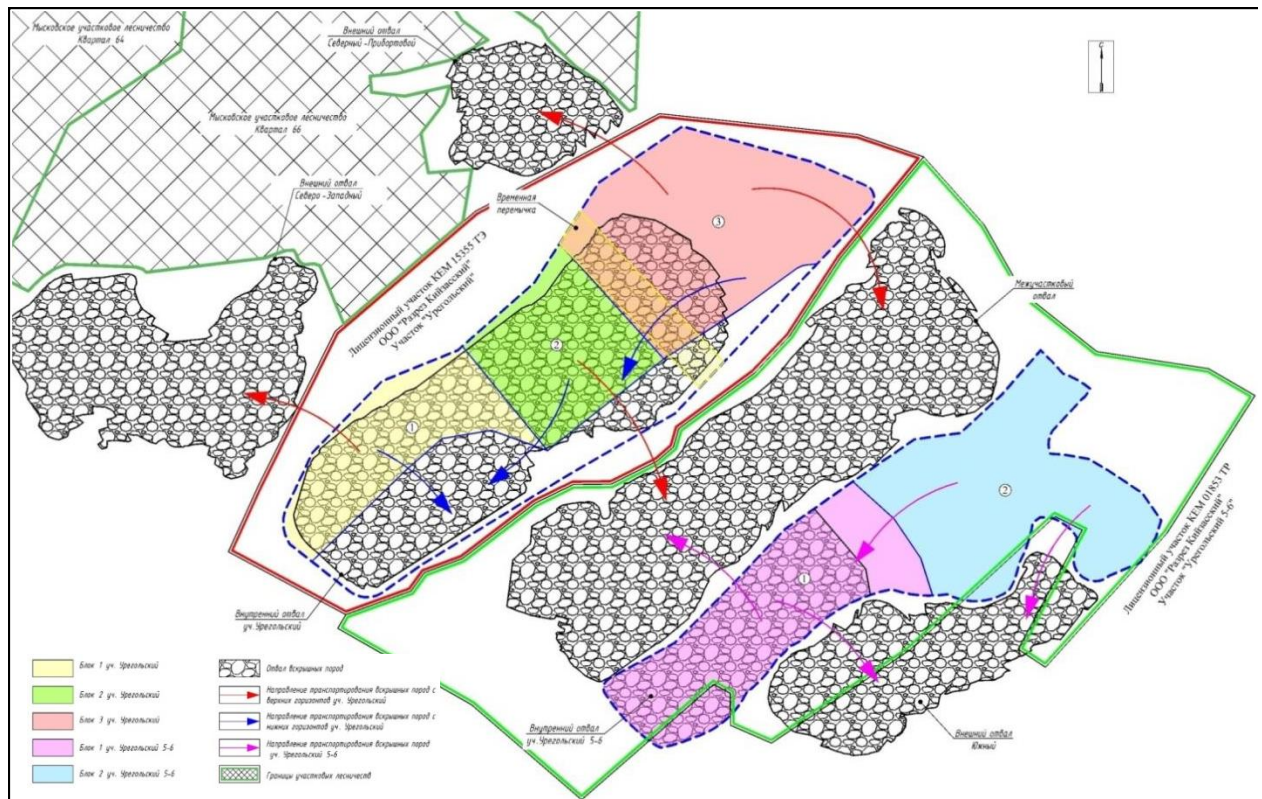 Мысковское участковое лесничество
Квартал 64
Внешний отвал
Северный-Прибортовой
С
Мысковское участковое лесничество
Квартал 66
Внешний отвал
Северо-Западный
Временная
перемычка
3
Лицензионный участок КЕМ 15355 ТЭ
ООО "Разрез Кийзасский"
Участок "Урегольский"
Межучастковый
отвал
2
1
2
Лицензионный участок КЕМ 01853 ТР
ООО "Разрез Кийзасский"
Участок "Урегольский 5-6"
1
Внутренний отвал
уч.Урегольский
Внутренний отвал
уч.Урегольский 5-6
Внешний отвал
Южный
Блок 1 уч. Урегольский
Блок 2 уч. Урегольский
Блок 3 уч. Урегольский
Блок 1 уч. Урегольский 5-6
Блок 2 уч. Урегольский 5-6
Отвал вскрышных пород
Направление транспортирования вскрышных пород с
верхних горизонтов уч. Урегольский
Направление транспортирования вскрышных пород с
нижних горизонтов уч. Урегольский
Направление транспортирования вскрышных пород
уч. Урегольский 5-6
Границы участковых лесничеств